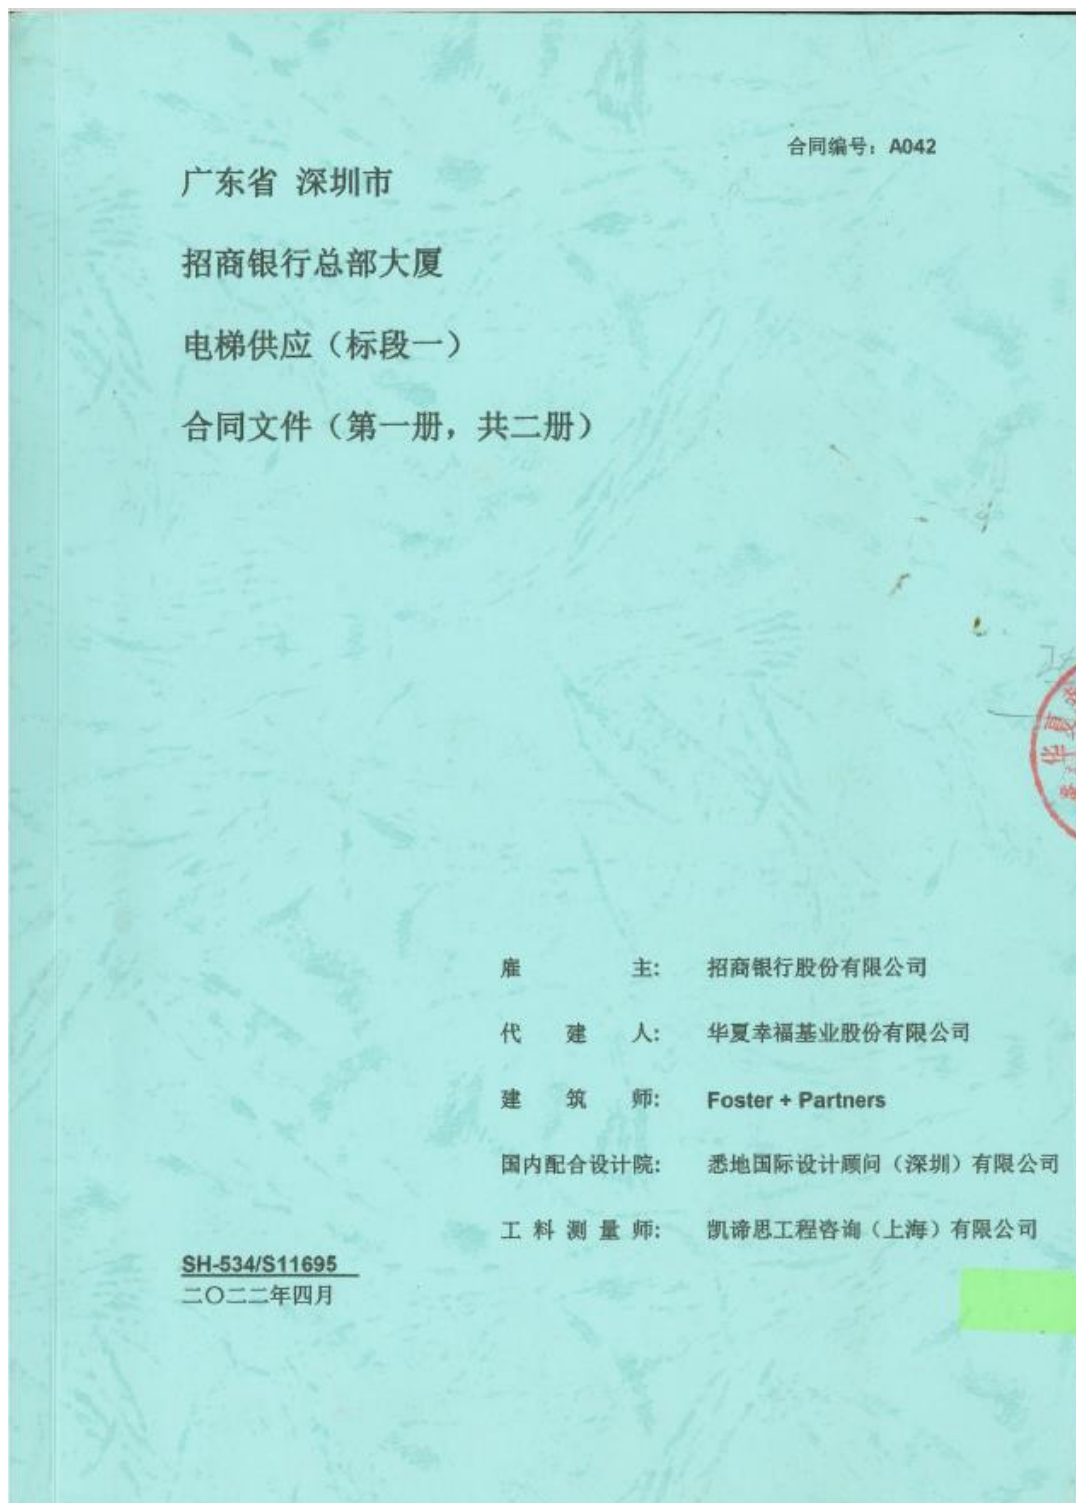 合同编号：A042
广东省 深圳市
招商银行总部大厦
电梯供应（标段一）
合同文件（第一册，共二册）
华夏
雇主: 招商银行股份有限公司
代建人: 华夏幸福基业股份有限公司
建筑师: Foster + Partners
国内配合设计院: 悉地国际设计顾问（深圳）有限公司
工料测量师: 凯谛思工程咨询（上海）有限公司
SH-534/S11695
二〇二二年四月